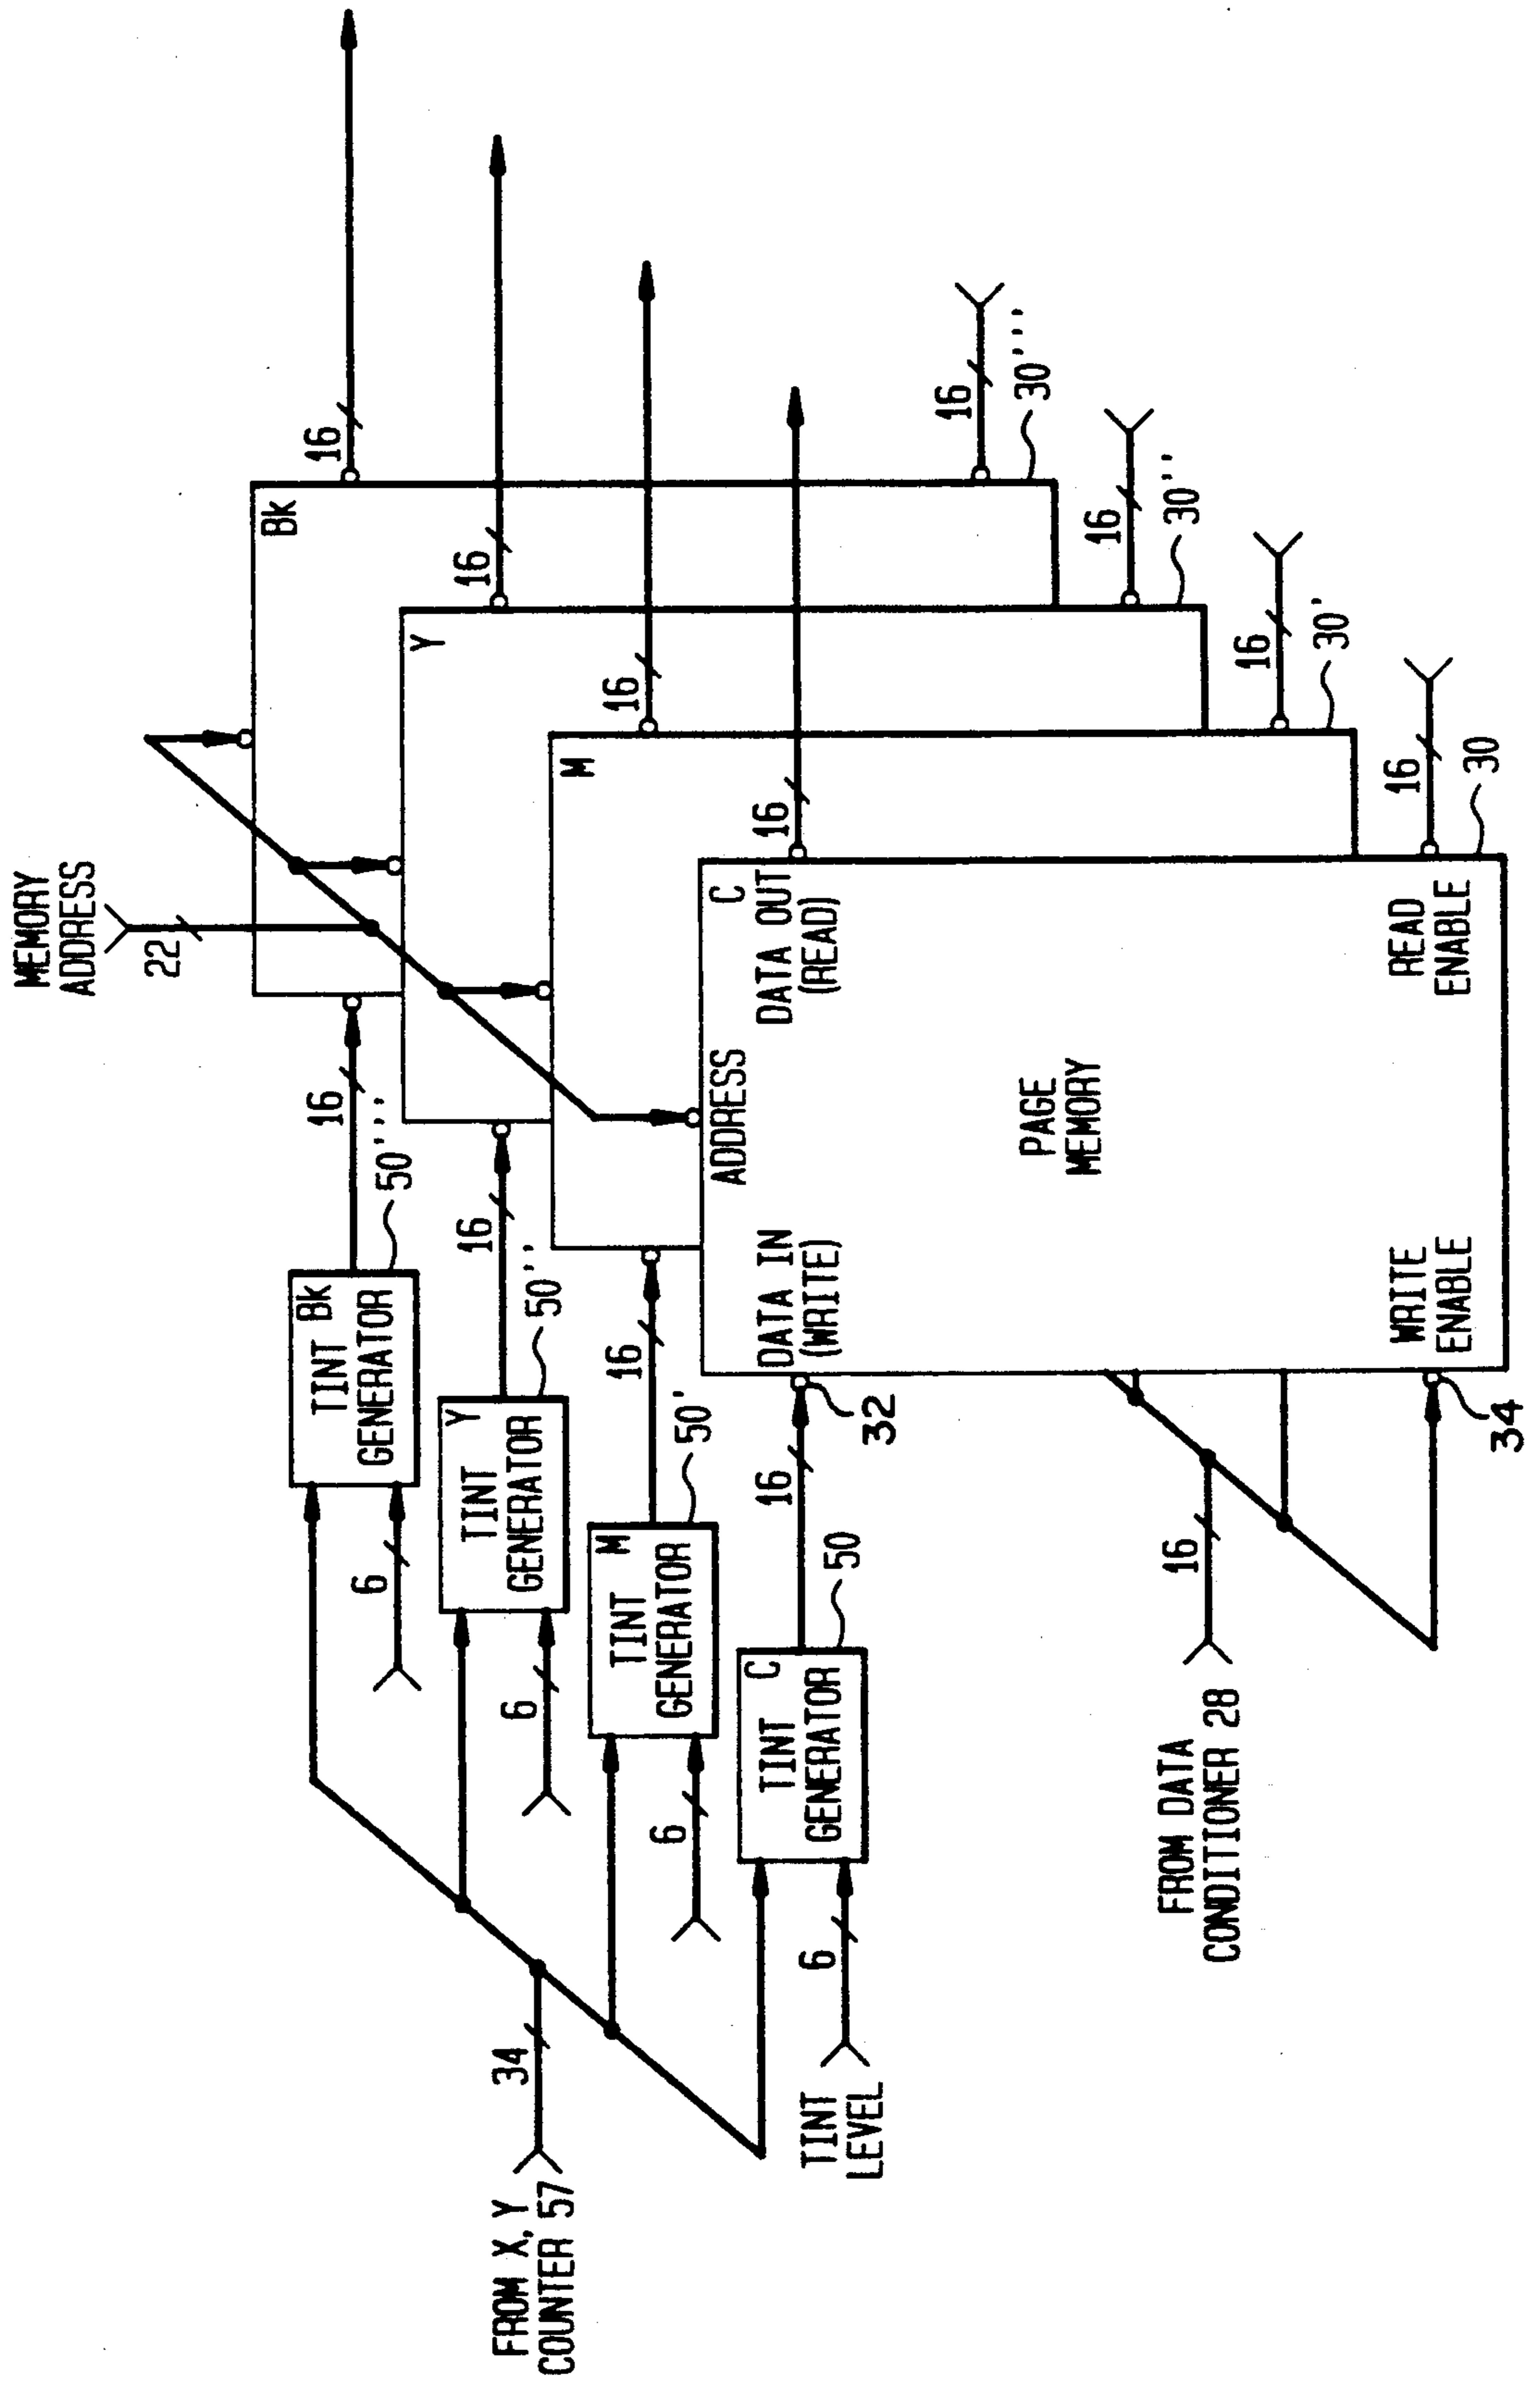 MEMORY
ADDRESS
22
16
Bk
16
Y
16
M
16
C
DATA OUT
(READ)
ADDRESS
DATA IN
(WRITE)
PAGE
MEMORY
READ
ENABLE
WRITE
ENABLE
16
30'''
16
30''
16
30'
16
30
16
50'''
Bk
TINT
GENERATOR
6
16
50''
Y
TINT
GENERATOR
6
16
50'
M
TINT
GENERATOR
6
16
50
C
TINT
GENERATOR
6
32
34
16
FROM X,Y
COUNTER 57
34
TINT
LEVEL
FROM DATA
CONDITIONER 28